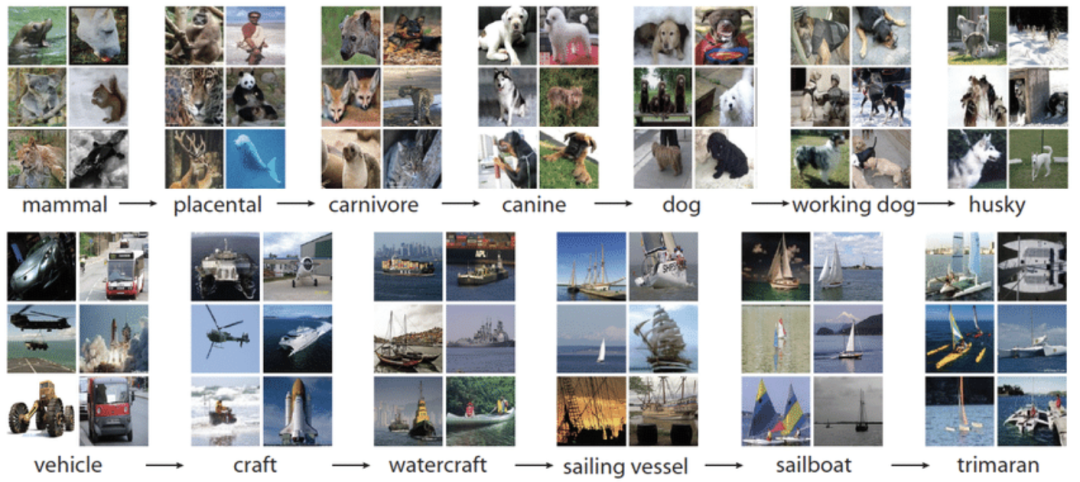 mammal → placental → carnivore → canine → dog → working dog → husky
vehicle → craft → watercraft → sailing vessel → sailboat → trimaran